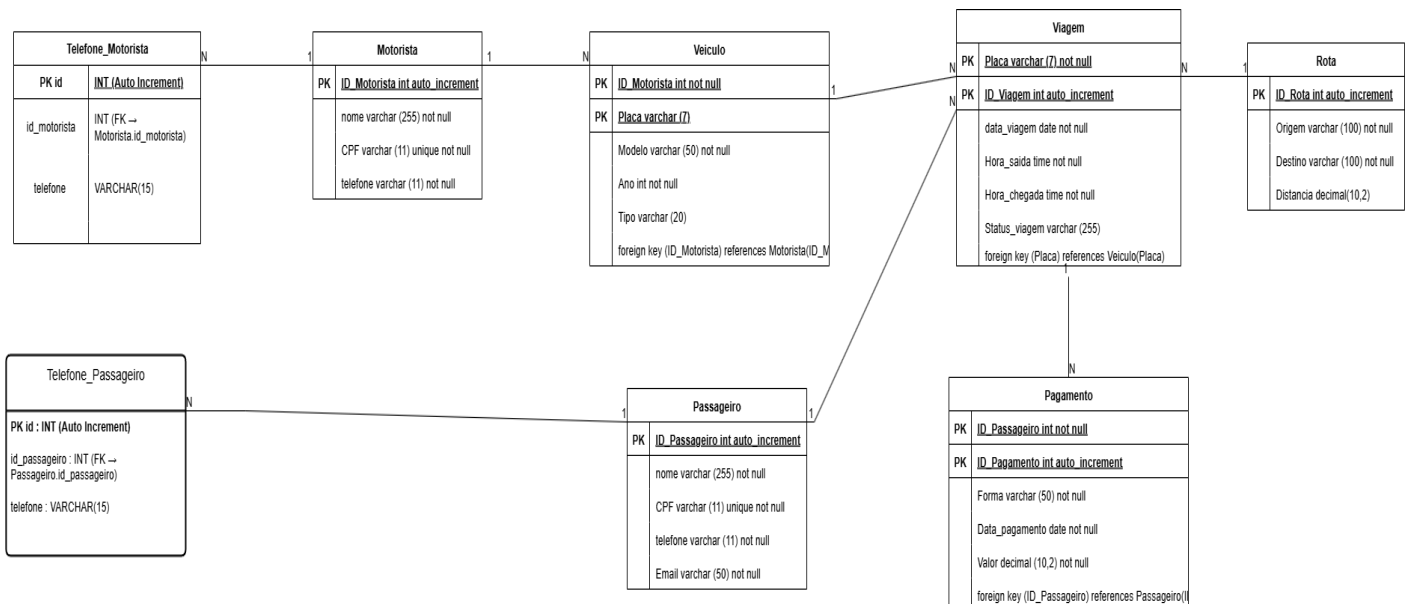 Telefone_Motorista
PK id INT (Auto Increment)
id_motorista INT (FK →
Motorista.id_motorista)
telefone VARCHAR(15)
N
1
Motorista
PK ID_Motorista int auto_increment
nome varchar (255) not null
CPF varchar (11) unique not null
telefone varchar (11) not null
1
N
Veiculo
PK ID_Motorista int not null
PK Placa varchar (7)
Modelo varchar (50) not null
Ano int not null
Tipo varchar (20)
foreign key (ID_Motorista) references Motorista(ID_M
1
N
N
Viagem
PK Placa varchar (7) not null
PK ID_Viagem int auto_increment
data_viagem date not null
Hora_saida time not null
Hora_chegada time not null
Status_viagem varchar (255)
foreign key (Placa) references Veiculo(Placa)
N
1
1
Rota
PK ID_Rota int auto_increment
Origem varchar (100) not null
Destino varchar (100) not null
Distancia decimal(10,2)
Telefone_Passageiro
PK id : INT (Auto Increment)
id_passageiro : INT (FK →
Passageiro.id_passageiro)
telefone : VARCHAR(15)
N
1
Passageiro
PK ID_Passageiro int auto_increment
nome varchar (255) not null
CPF varchar (11) unique not null
telefone varchar (11) not null
Email varchar (50) not null
1
N
Pagamento
PK ID_Passageiro int not null
PK ID_Pagamento int auto_increment
Forma varchar (50) not null
Data_pagamento date not null
Valor decimal (10,2) not null
foreign key (ID_Passageiro) references Passageiro(I